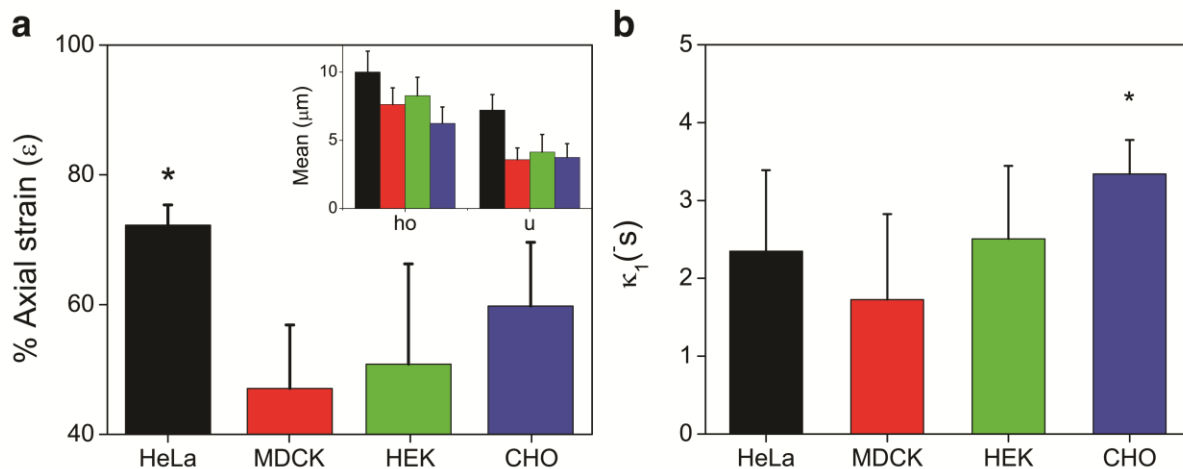 a
100
80
60
40
% Axial strain (ε)
*
10
5
0
Mean (μm)
ho u
HeLa MDCK HEK CHO
b
5
4
3
2
1
0
κ₁(⁻s)
*
HeLa MDCK HEK CHO